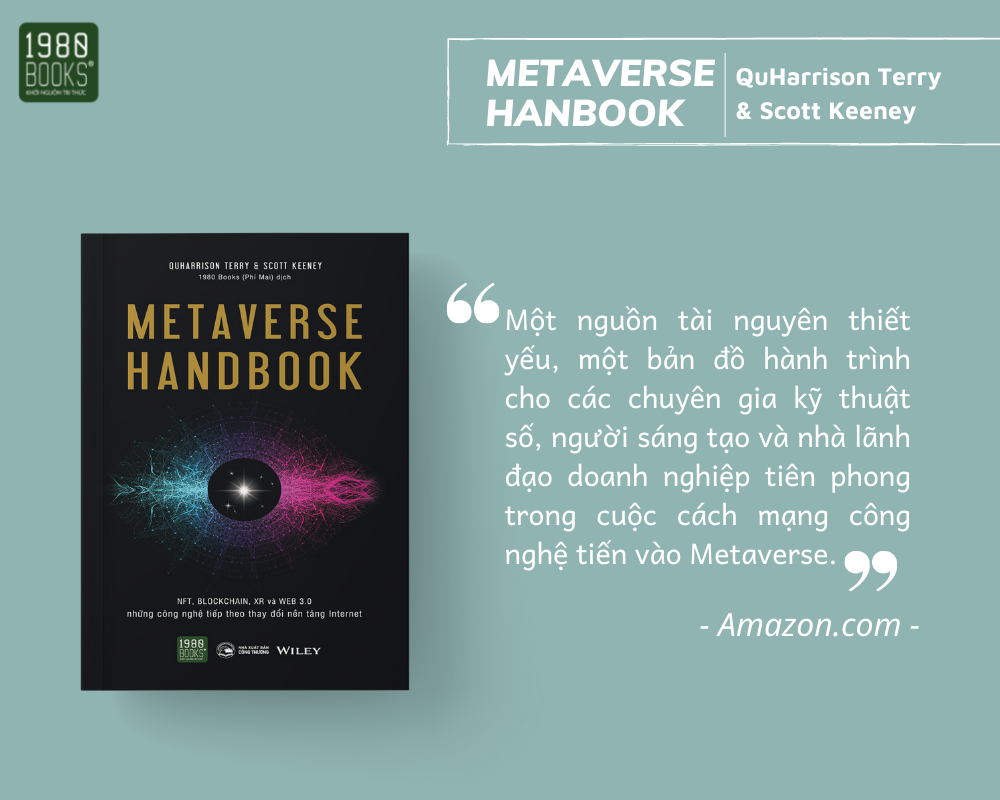 1980
BOOKS®
KHƠI NGUỒN TRI THỨC
METAVERSE
HANBOOK
QuHarrison Terry
& Scott Keeney
QUHARRISON TERRY & SCOTT KEENEY
1980 Books (Phí Mai) dịch
METAVERSE
HANDBOOK
NFT, BLOCKCHAIN, XR và WEB 3.0
những công nghệ tiếp theo thay đổi nền tảng Internet
1980
BOOKS®
NHÀ XUẤT BẢN
CÔNG THƯƠNG
WILEY
“Một nguồn tài nguyên thiết
yếu, một bản đồ hành trình
cho các chuyên gia kỹ thuật
số, người sáng tạo và nhà lãnh
đạo doanh nghiệp tiên phong
trong cuộc cách mạng công
nghệ tiến vào Metaverse.”
- Amazon.com -